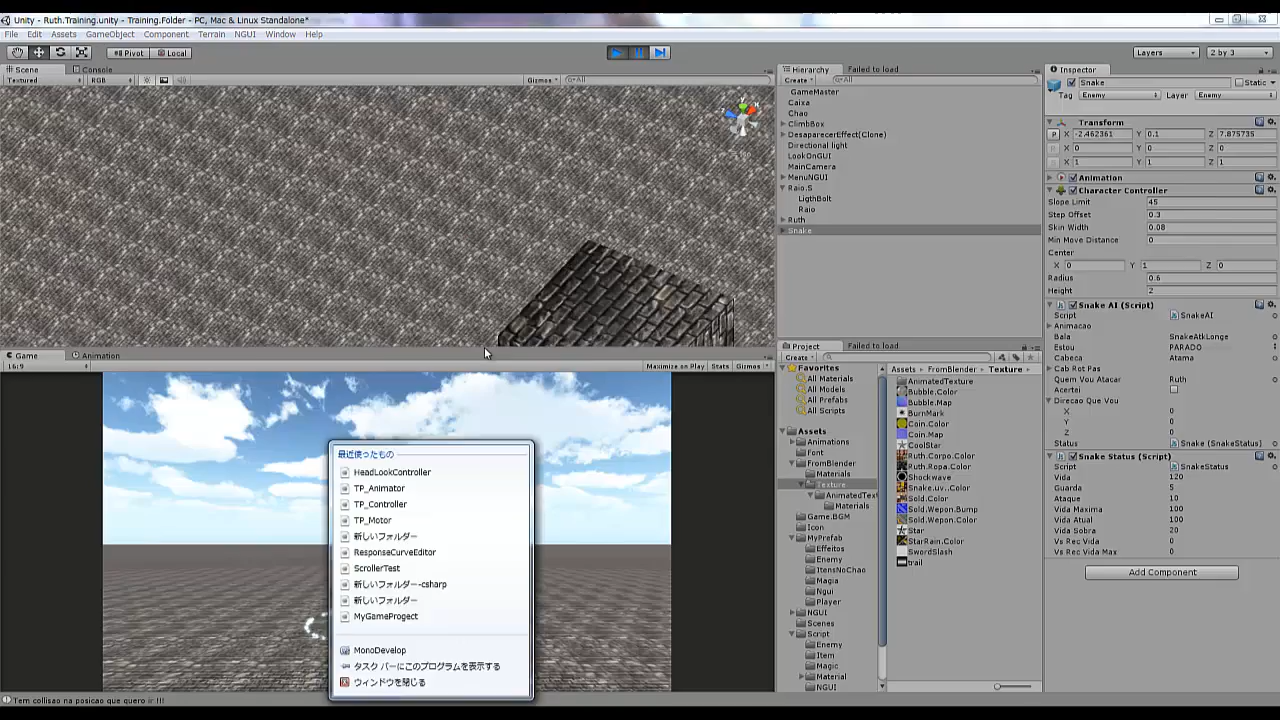 Unity - Ruth.Training.unity - Training.Folder - PC, Mac & Linux Standalone*
File Edit Assets GameObject Component Terrain NGUI Window Help
Pivot Local
Layers 2 by 3
Scene Console
Textured RGB Gizmos All
Hierarchy Failed to load
Create All
GameMaster
Caixa
Chao
ClimbBox
DesaparecerEffect(Clone)
Directional light
LookOnGUI
MainCamera
MenuNGUI
Raio.S
LigthBolt
Raio
Ruth
Snake
Game Animation
16:9 Maximize on Play Stats Gizmos
最近使ったもの
HeadLookController
TP_Animator
TP_Controller
TP_Motor
新しいフォルダー
ResponseCurveEditor
ScrollerTest
新しいフォルダー-csharp
新しいフォルダー
MyGameProgect
MonoDevelop
タスク バーにこのプログラムを表示する
ウィンドウを閉じる
Project Failed to load
Create
Favorites
All Materials
All Models
All Prefabs
All Scripts
Assets
Animations
Font
FromBlender
Materials
Texture
AnimatedText
Materials
Game.BGM
Icon
MyPrefab
Effeitos
Enemy
ItensNoChao
Magia
Ngui
Player
NGUI
Scenes
Script
Enemy
Item
Magic
Material
NGUI
Assets FromBlender Texture
AnimatedTexture
Bubble.Color
Bubble.Map
BurnMark
Coin.Color
Coin.Map
CoolStar
Ruth.Corpo.Color
Ruth.Ropa.Color
Shockwave
Snake.uv..Color
Sold.Color
Sold.Wepon.Bump
Sold.Wepon.Color
Star
StarRain.Color
SwordSlash
trail
Inspector
Snake Static
Tag Enemy Layer Enemy
Transform
P X -2.462361 Y 0.1 Z 7.875735
X 0 Y 0 Z 0
X 1 Y 1 Z 1
Animation
Character Controller
Slope Limit 45
Step Offset 0.3
Skin Width 0.08
Min Move Distance 0
Center
X 0 Y 1 Z 0
Radius 0.6
Height 2
Snake AI (Script)
Script SnakeAI
Animacao
Bala SnakeAtkLonge
Estou PARADO
Cabeca Atama
Cab Rot Pas
Quem Vou Atacar Ruth
Acertei
Direcao Que Vou
X 0
Y 0
Z 0
Status Snake (SnakeStatus)
Snake Status (Script)
Script SnakeStatus
Vida 120
Guarda 5
Ataque 10
Vida Maxima 100
Vida Atual 100
Vida Sobra 20
Vs Rec Vida 0
Vs Rec Vida Max 0
Add Component
Tem collisao na posicao que quero ir !!!